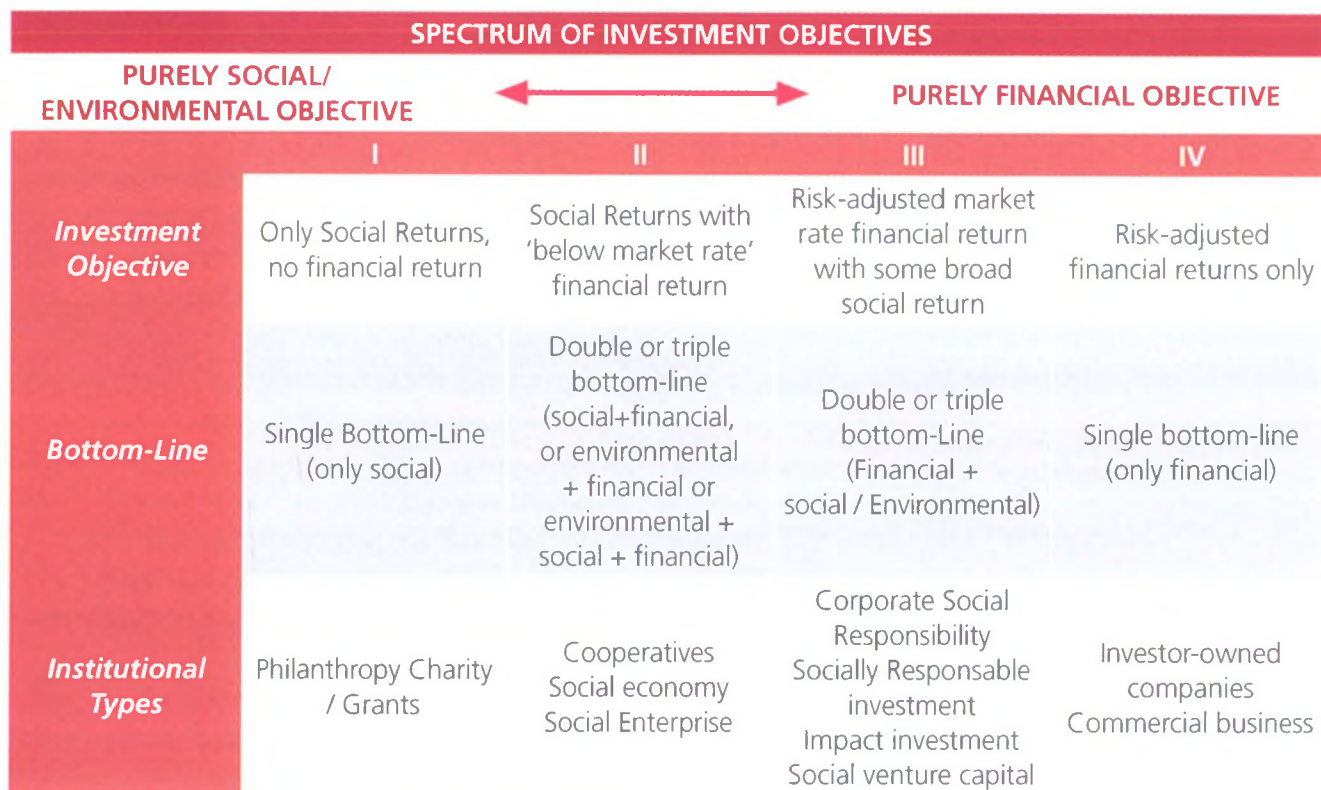 SPECTRUM OF INVESTMENT OBJECTIVES
PURELY SOCIAL/
ENVIRONMENTAL OBJECTIVE
PURELY FINANCIAL OBJECTIVE
I
II
III
IV
Investment
Objective
Only Social Returns,
no financial return
Social Returns with
'below market rate'
financial return
Risk-adjusted market
rate financial return
with some broad
social return
Risk-adjusted
financial returns only
Bottom-Line
Single Bottom-Line
(only social)
Double or triple
bottom-line
(social+financial,
or environmental
+ financial or
environmental +
social + financial)
Double or triple
bottom-Line
(Financial +
social / Environmental)
Single bottom-line
(only financial)
Institutional
Types
Philanthropy Charity
/ Grants
Cooperatives
Social economy
Social Enterprise
Corporate Social
Responsibility
Socially Responsable
investment
Impact investment
Social venture capital
Investor-owned
companies
Commercial business